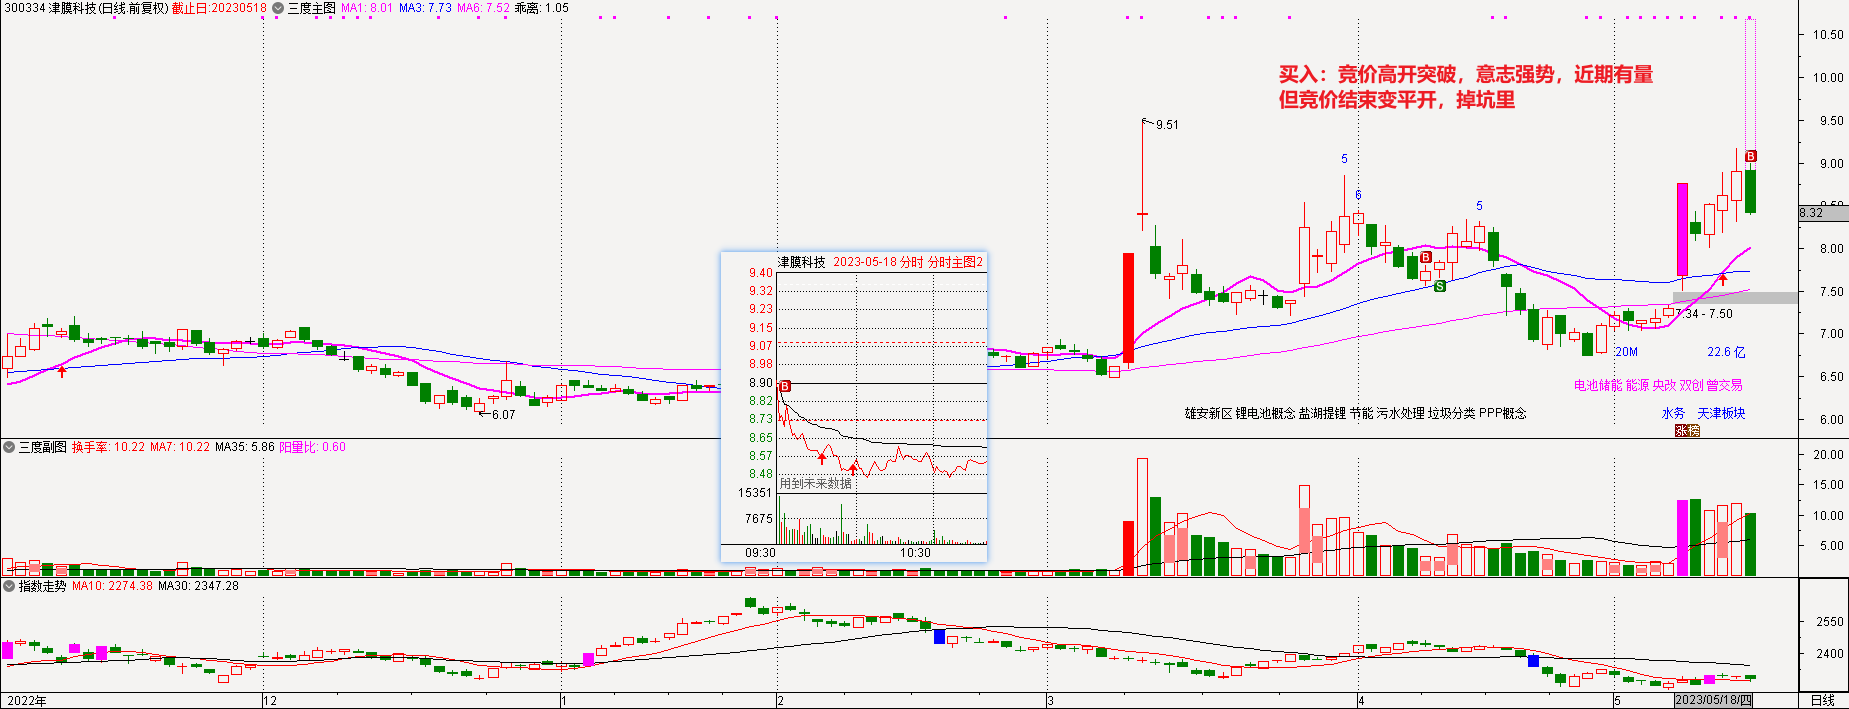 300334 津膜科技(日线.前复权) 截止日:20230518 三度主图 MA1: 8.01 MA3: 7.73 MA6: 7.52 乖离: 1.05
10.50
买入：竞价高开突破，意志强势，近期有量
10.00
但竞价结束变平开，掉坑里
9.51
9.50
5
B
9.00
6
5
8.50
8.32
8.00
B
S
7.50
7.34 - 7.50
7.00
20M
22.6 亿
6.50
电池储能 能源 央改 双创 曾交易
6.07
雄安新区 锂电池概念 盐湖提锂 节能 污水处理 垃圾分类 PPP概念
水务 天津板块
6.00
涨榜
津膜科技 2023-05-18 分时 分时主图2
9.40
9.32
9.23
9.15
9.07
8.98
8.90
B
8.82
8.73
8.65
8.57
8.48
用到未来数据
15351
7675
09:30
10:30
三度副图 换手率: 10.22 MA7: 10.22 MA35: 5.86 阳量比: 0.60
20.00
15.00
10.00
5.00
指数走势 MA10: 2274.38 MA30: 2347.28
2550
2400
2022年
12
1
2
3
4
5
2023/05/18/四
日线